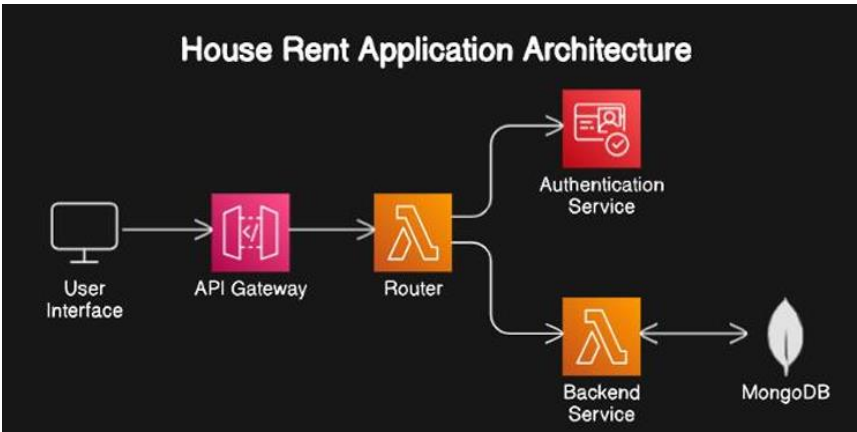 House Rent Application Architecture
Authentication
Service
User
Interface
API Gateway
Router
Backend
Service
MongoDB